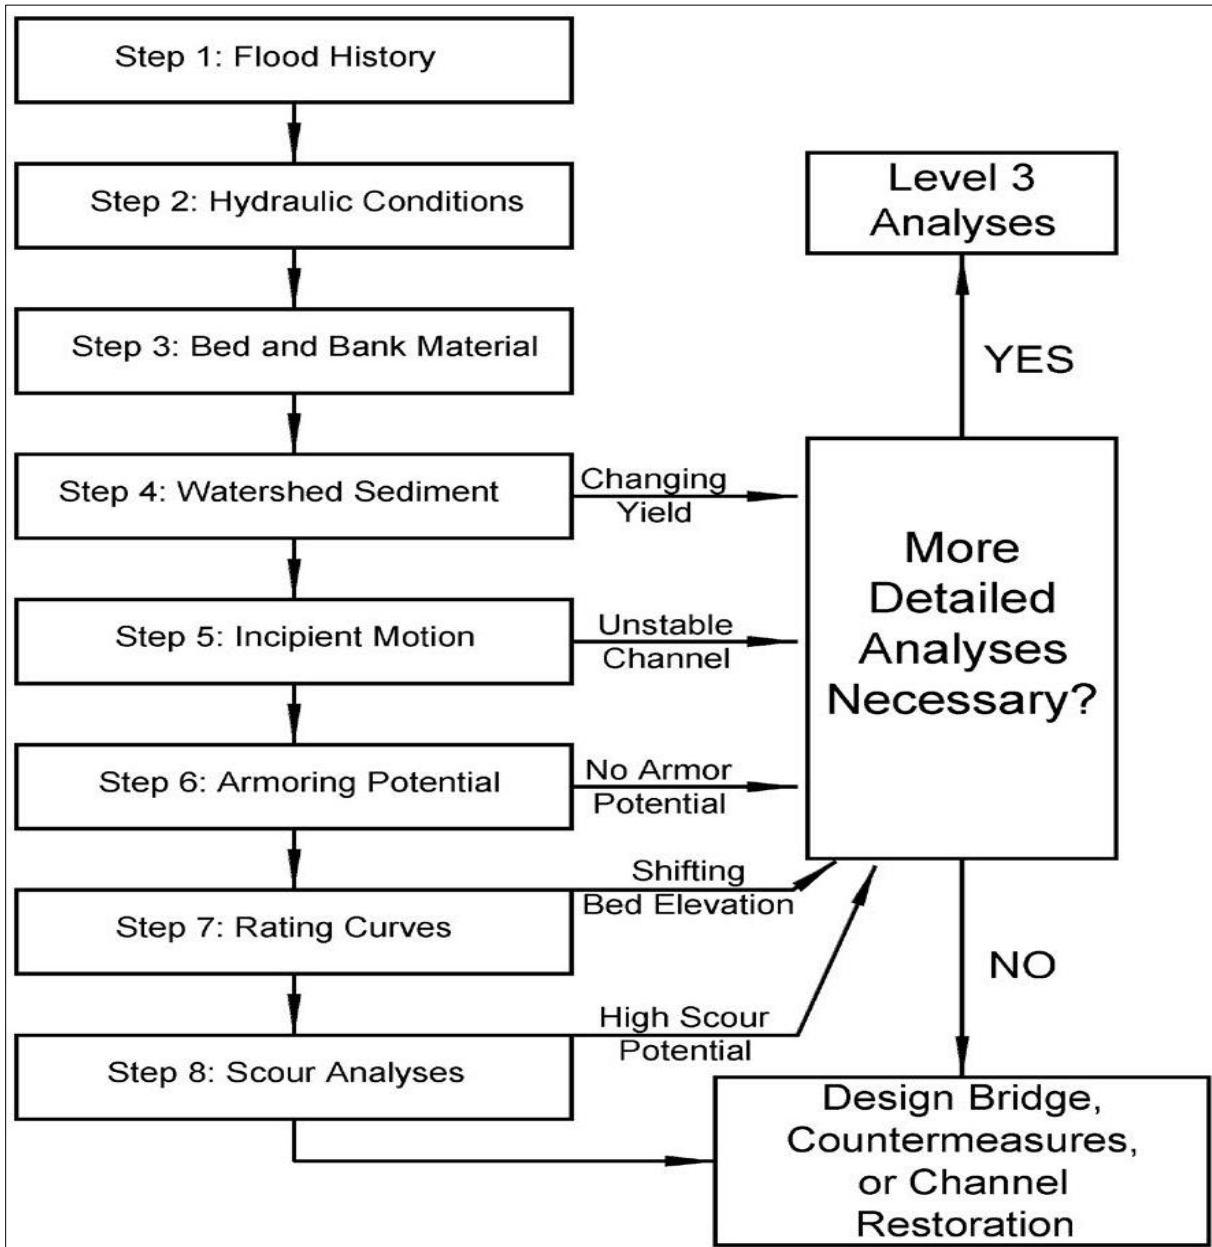 Step 1: Flood History
Step 2: Hydraulic Conditions
Step 3: Bed and Bank Material
Step 4: Watershed Sediment
Changing
Yield
Step 5: Incipient Motion
Unstable
Channel
Step 6: Armoring Potential
No Armor
Potential
Step 7: Rating Curves
Shifting
Bed Elevation
Step 8: Scour Analyses
High Scour
Potential
Level 3
Analyses
YES
More
Detailed
Analyses
Necessary?
NO
Design Bridge,
Countermeasures,
or Channel
Restoration